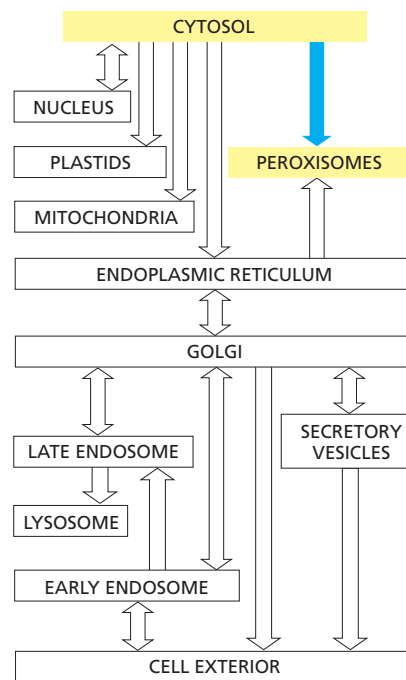 CYTOSOL
NUCLEUS
PLASTIDS
PEROXISOMES
MITOCHONDRIA
ENDOPLASMIC RETICULUM
GOLGI
LATE ENDOSOME
SECRETORY
VESICLES
LYSOSOME
EARLY ENDOSOME
CELL EXTERIOR